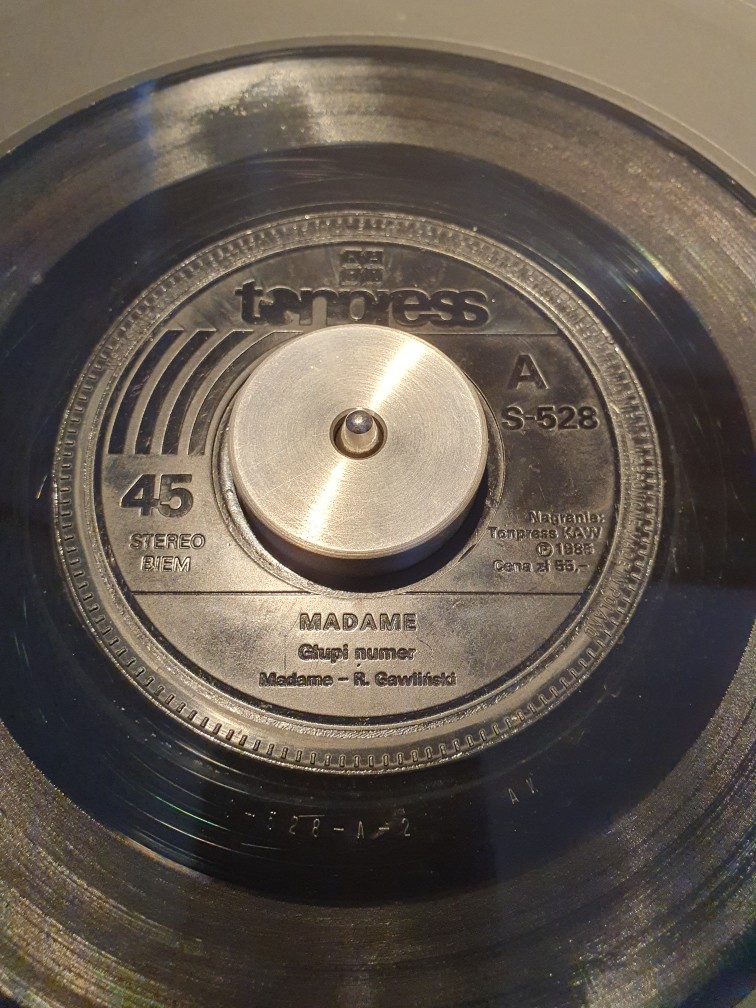 tonpress
A
S-528
45
STEREO
BIEM
Nagranie:
Tonpress KAW
Ⓟ 1985
Cena zł 55,-
MADAME
Głupi numer
Madame - R. Gawliński
528-A-2
AK